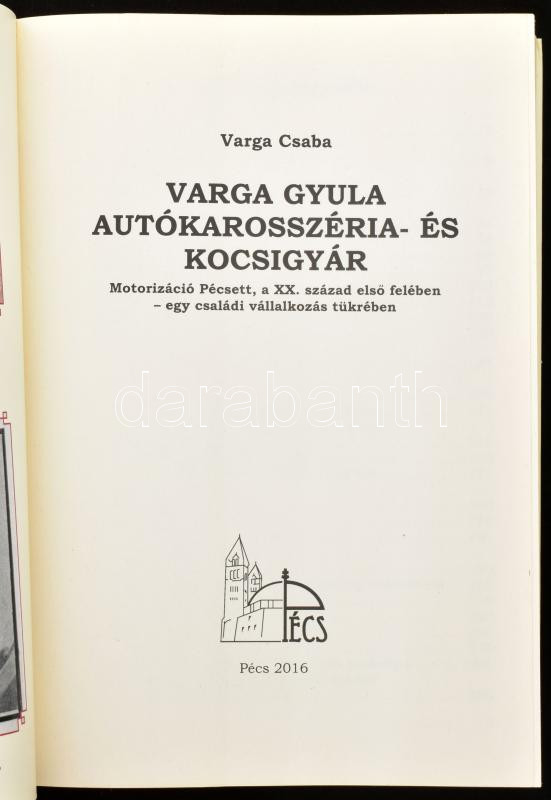 Varga Csaba
VARGA GYULA
AUTÓKAROSSZÉRIA- ÉS
KOCSIGYÁR
Motorizáció Pécsett, a XX. század első felében
– egy családi vállalkozás tükrében
darabanth
PÉCS
Pécs 2016